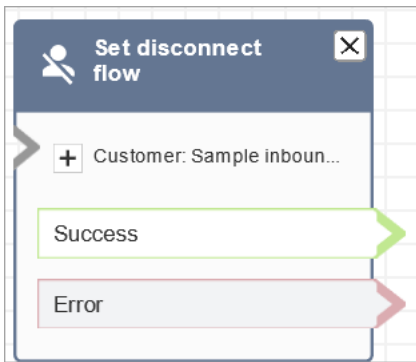 Set disconnect
flow
Customer: Sample inboun...
Success
Error